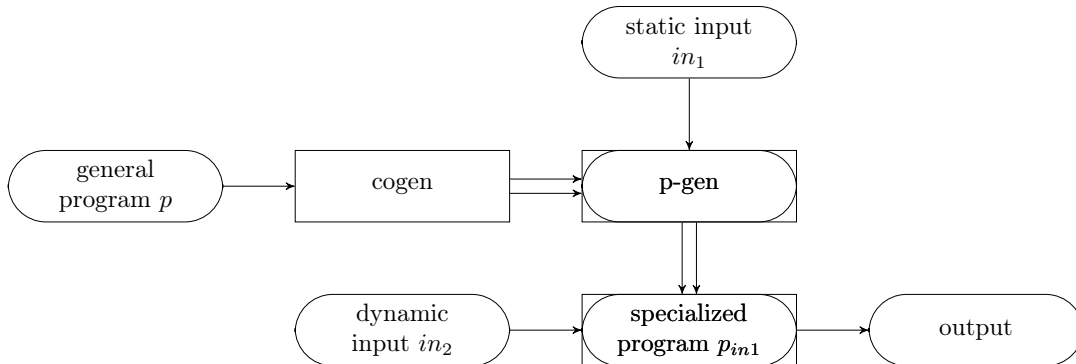 static input
in₁
general
program p
cogen
p-gen
dynamic
input in₂
specialized
program pᵢₙ₁
output